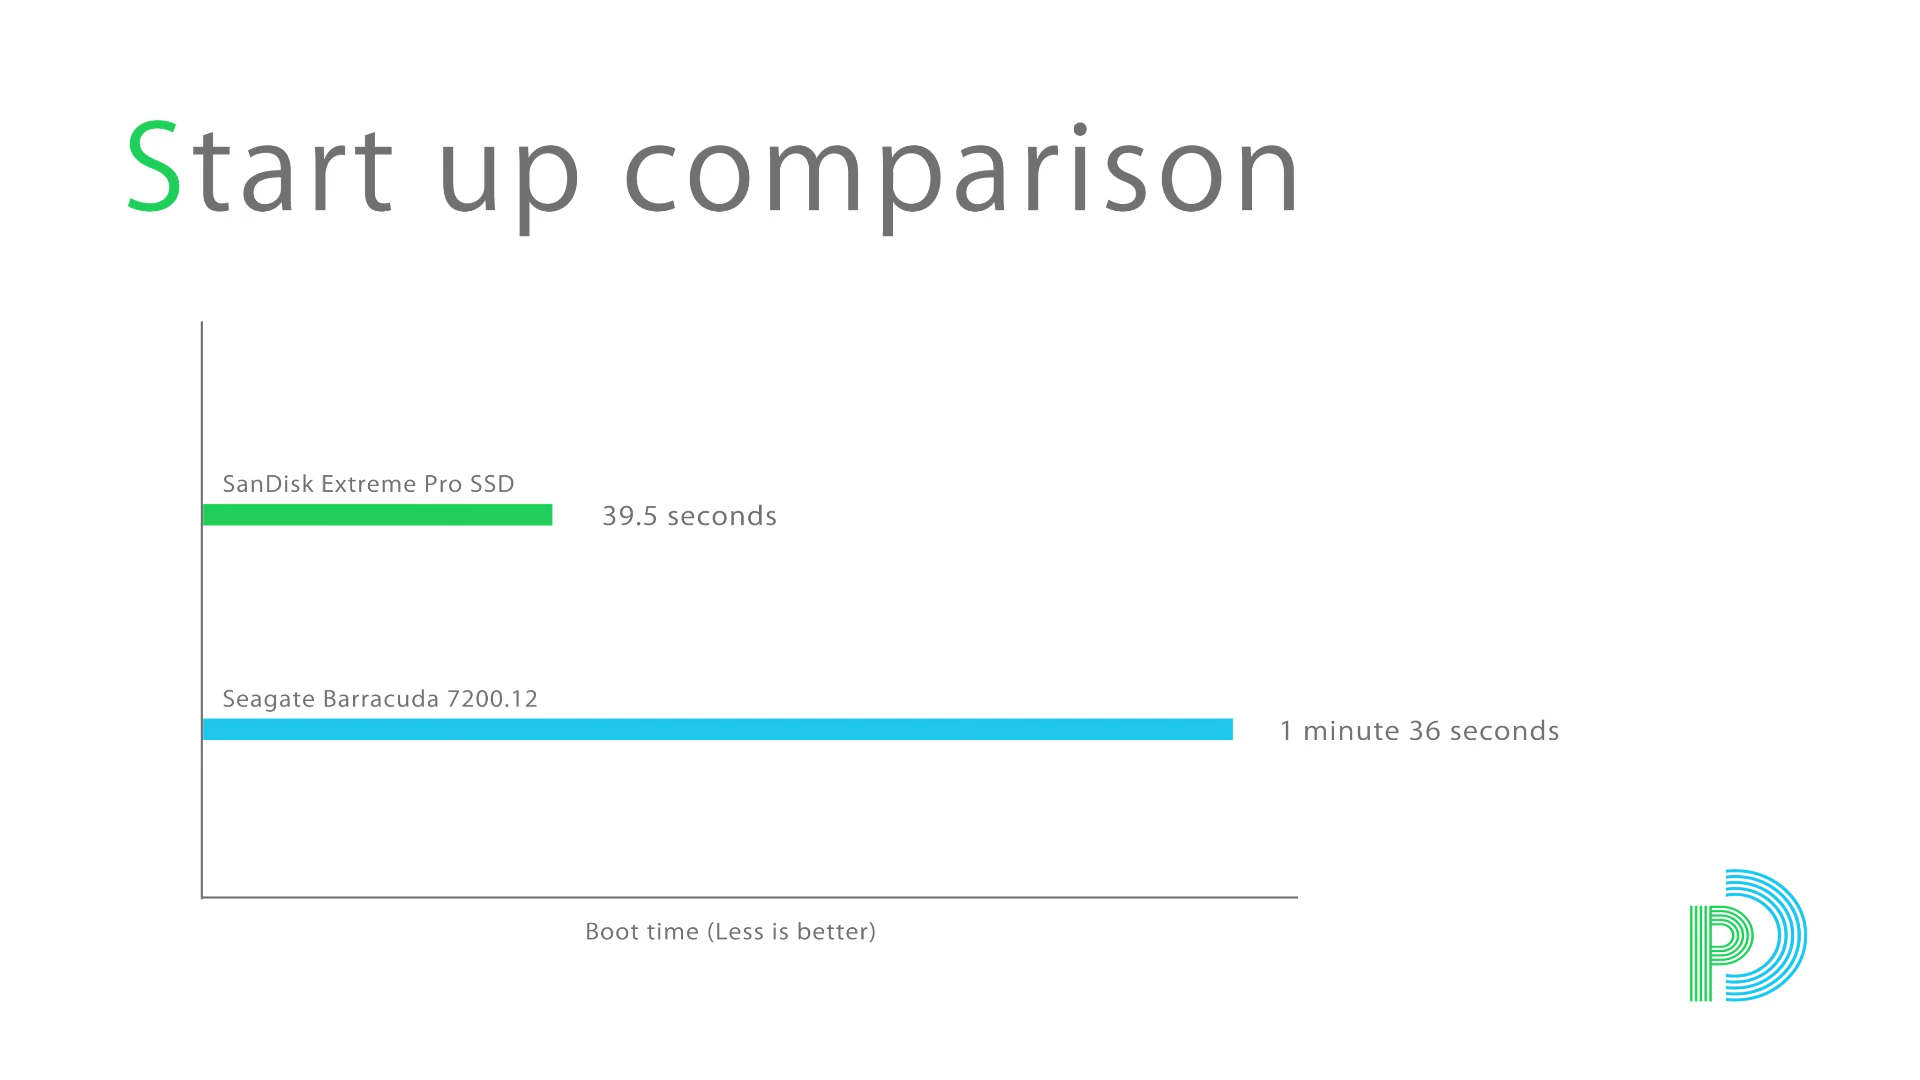 Start up comparison
SanDisk Extreme Pro SSD
39.5 seconds
Seagate Barracuda 7200.12
1 minute 36 seconds
Boot time (Less is better)